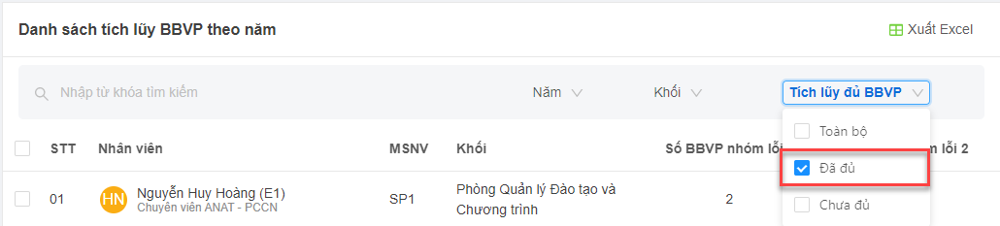 Danh sách tích lũy BBVP theo năm
Xuất Excel
Nhập từ khóa tìm kiếm
Năm
Khối
Tích lũy đủ BBVP
Toàn bộ
Đã đủ
Chưa đủ
STT
Nhân viên
MSNV
Khối
Số BBVP nhóm lỗi
m lỗi 2
01
HN
Nguyễn Huy Hoàng (E1)
Chuyên viên ANAT - PCCN
SP1
Phòng Quản lý Đào tạo và
Chương trình
2